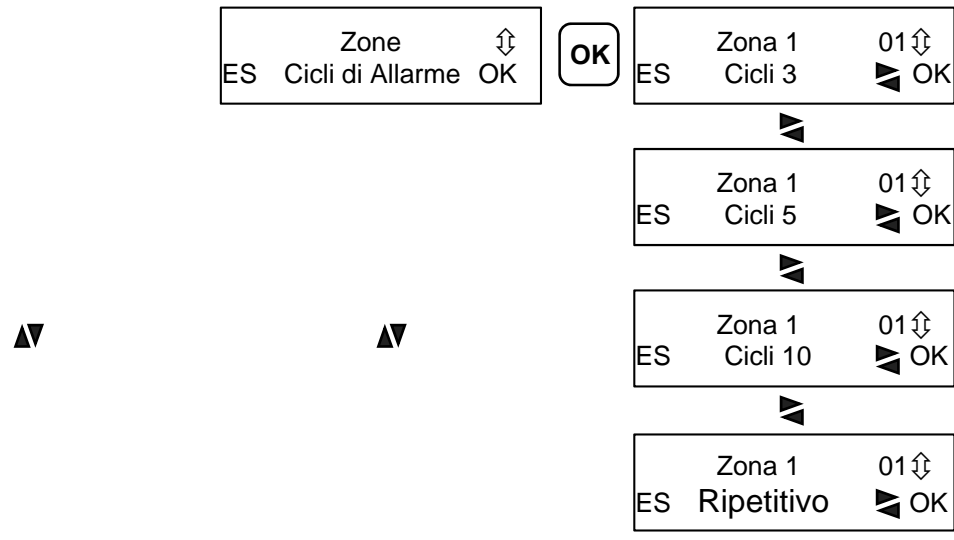 Zone ⇕
ES Cicli di Allarme OK
OK
Zona 1 01⇕
ES Cicli 3 OK
Zona 1 01⇕
ES Cicli 5 OK
Zona 1 01⇕
ES Cicli 10 OK
Zona 1 01⇕
ES Ripetitivo OK